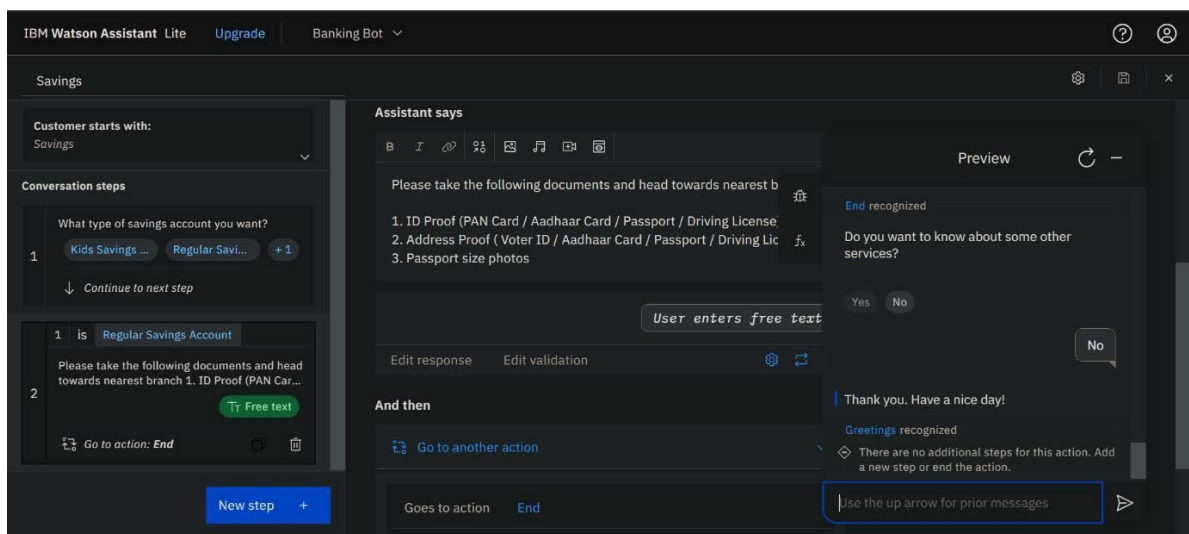 IBM Watson Assistant Lite Upgrade Banking Bot
Savings
Customer starts with:
Savings
Conversation steps
1
What type of savings account you want?
Kids Savings ... Regular Savi... + 1
Continue to next step
2
1 is Regular Savings Account
Please take the following documents and head
towards nearest branch 1. ID Proof (PAN Car...
Tт Free text
Go to action: End
New step +
Assistant says
B I
Please take the following documents and head towards nearest b
1. ID Proof (PAN Card / Aadhaar Card / Passport / Driving License)
2. Address Proof ( Voter ID / Aadhaar Card / Passport / Driving Lic
3. Passport size photos
User enters free text
Edit response Edit validation
And then
Go to another action
Goes to action End
fx
Preview
End recognized
Do you want to know about some other
services?
Yes No
No
Thank you. Have a nice day!
Greetings recognized
There are no additional steps for this action. Add
a new step or end the action.
Use the up arrow for prior messages